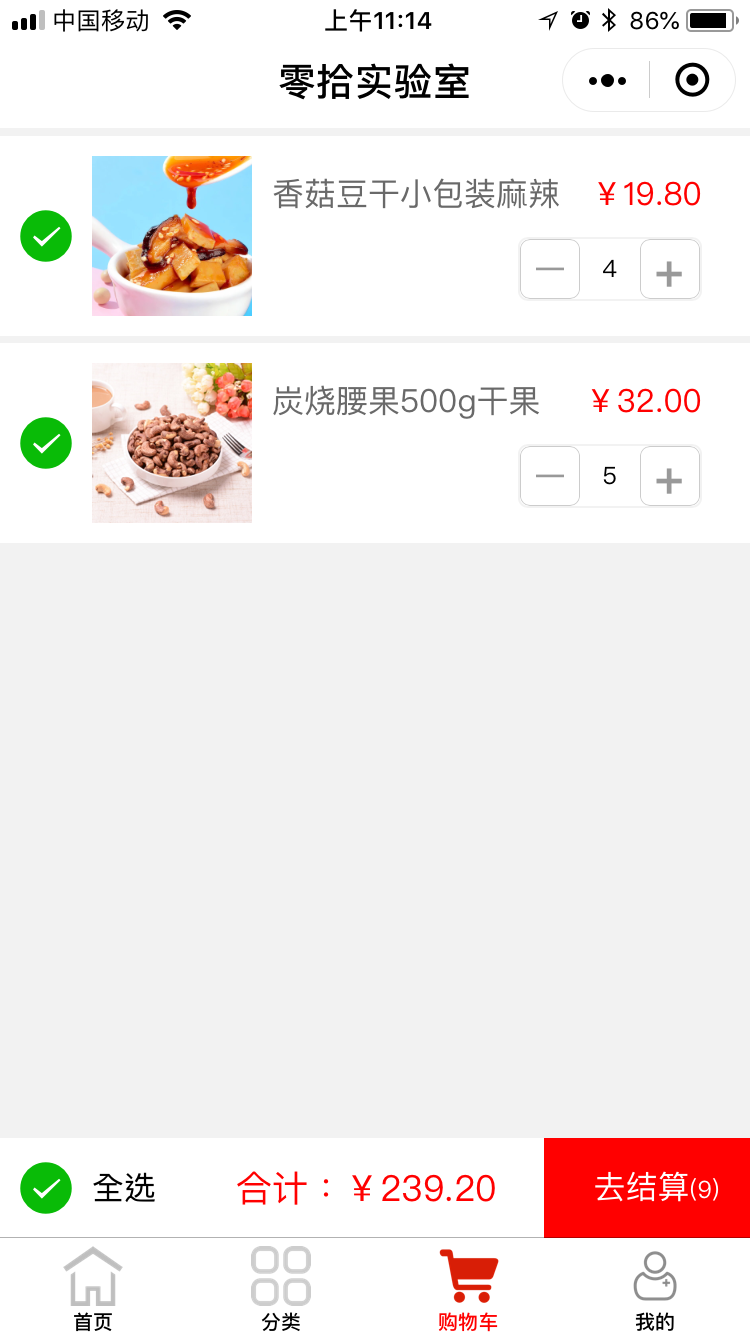 中国移动 上午11:14 86%
零拾实验室
香菇豆干小包装麻辣 ￥19.80
4
炭烧腰果500g干果 ￥32.00
5
全选 合计：￥239.20 去结算(9)
首页 分类 购物车 我的